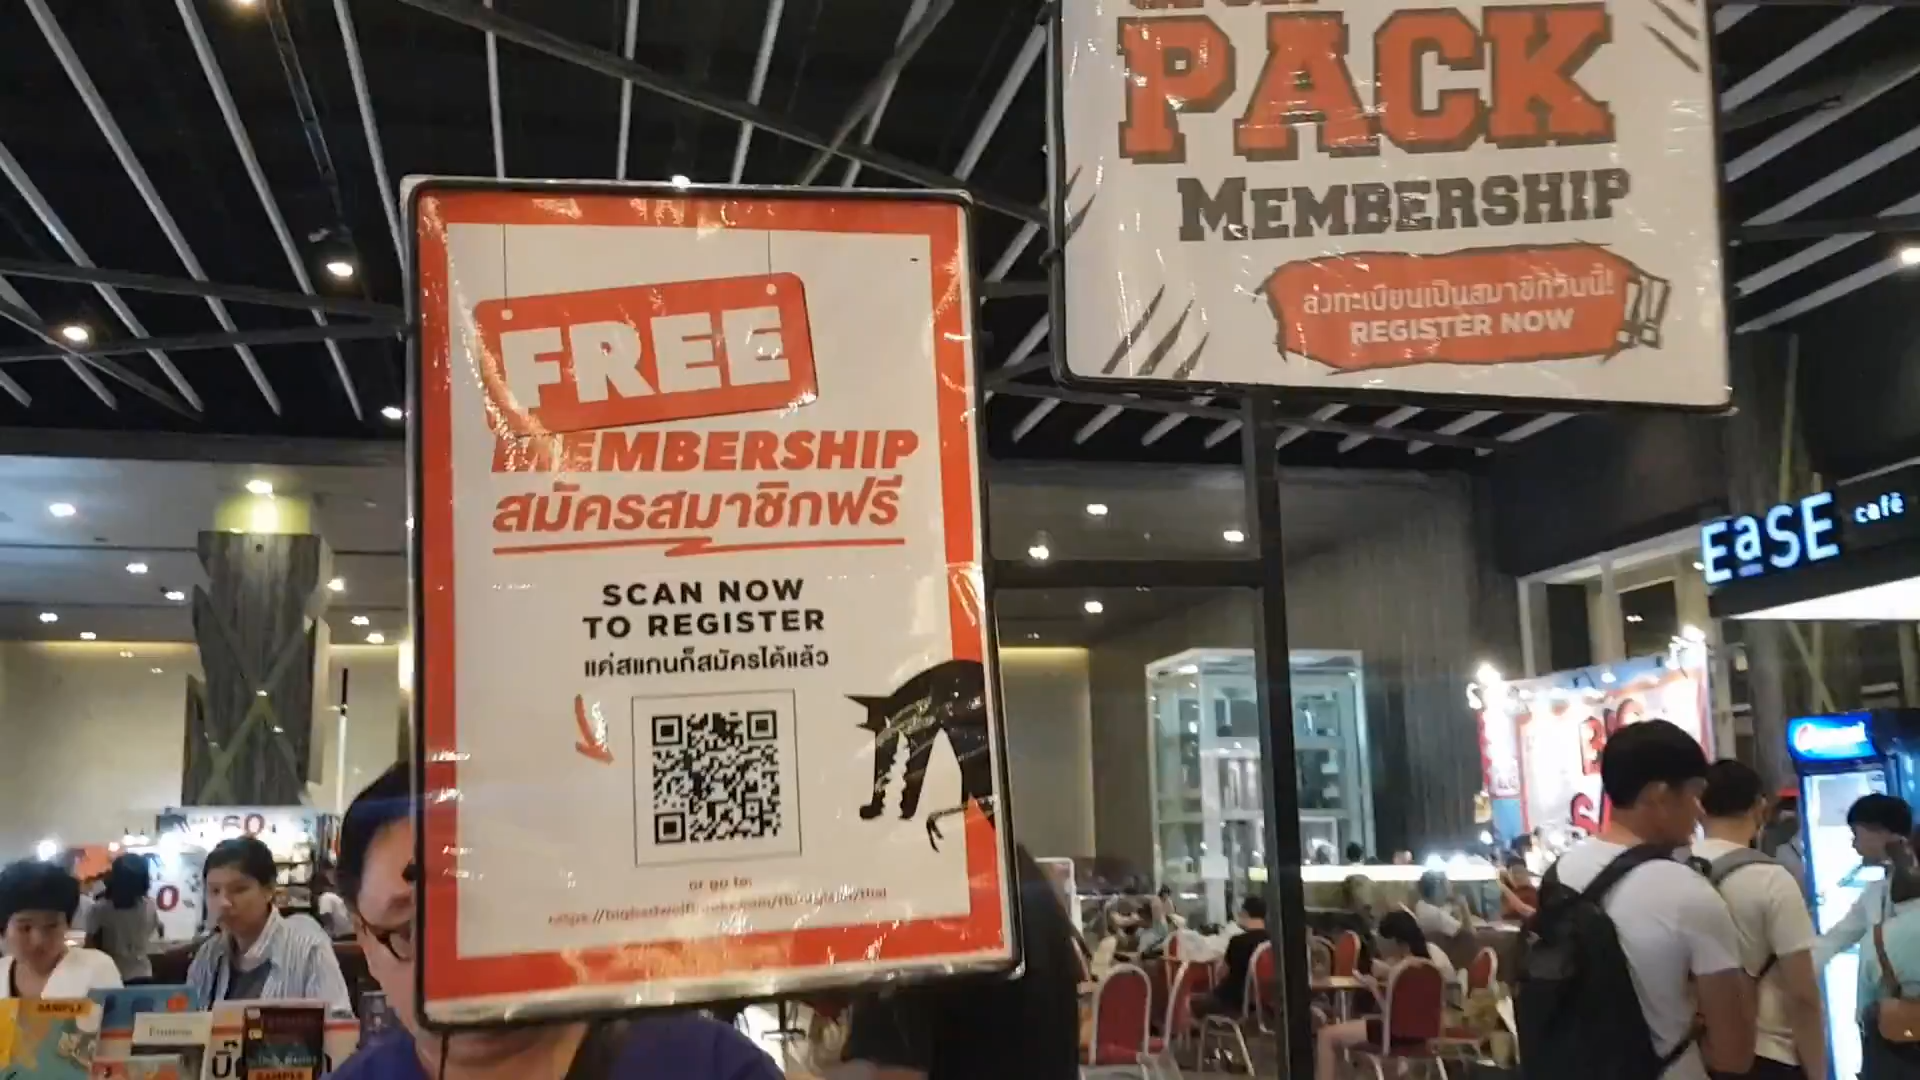 FREE
MEMBERSHIP
สมัครสมาชิกฟรี
SCAN NOW
TO REGISTER
แค่สแกนก็สมัครได้แล้ว
or go to:
PACK
MEMBERSHIP
ลงทะเบียนเป็นสมาชิกวันนี้!
REGISTER NOW !!
EaSE café
60
SAMPLE
SAMPLE